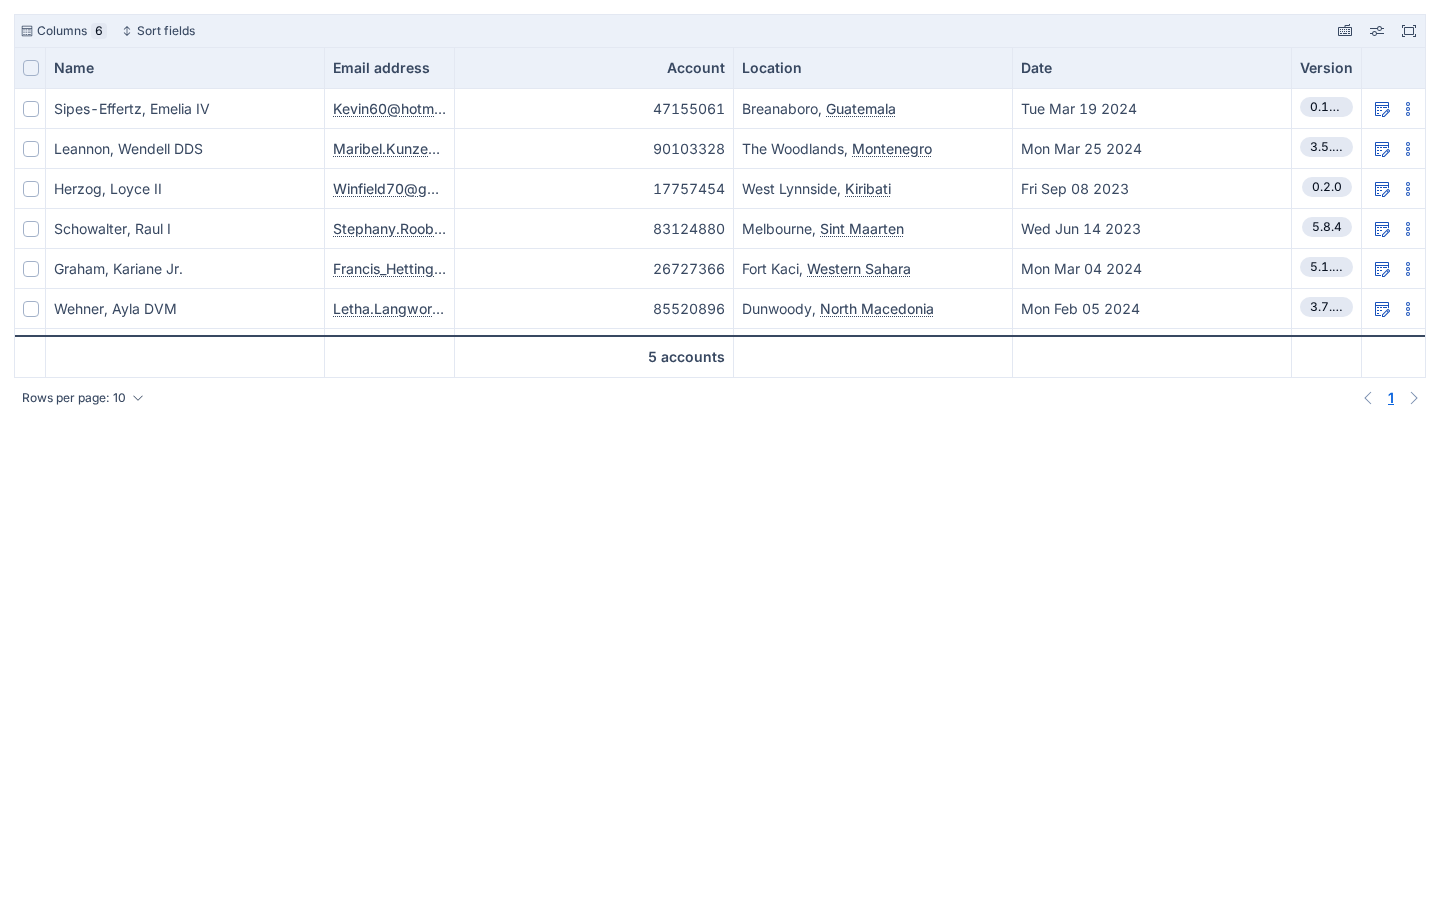 Columns 6 Sort fields
Name Email address Account Location Date Version
Sipes-Effertz, Emelia IV Kevin60@hotm... 47155061 Breanaboro, Guatemala Tue Mar 19 2024 0.1...
Leannon, Wendell DDS Maribel.Kunze... 90103328 The Woodlands, Montenegro Mon Mar 25 2024 3.5....
Herzog, Loyce II Winfield70@g... 17757454 West Lynnside, Kiribati Fri Sep 08 2023 0.2.0
Schowalter, Raul I Stephany.Roob... 83124880 Melbourne, Sint Maarten Wed Jun 14 2023 5.8.4
Graham, Kariane Jr. Francis_Hetting... 26727366 Fort Kaci, Western Sahara Mon Mar 04 2024 5.1....
Wehner, Ayla DVM Letha.Langwor... 85520896 Dunwoody, North Macedonia Mon Feb 05 2024 3.7....
5 accounts
Rows per page: 10 1